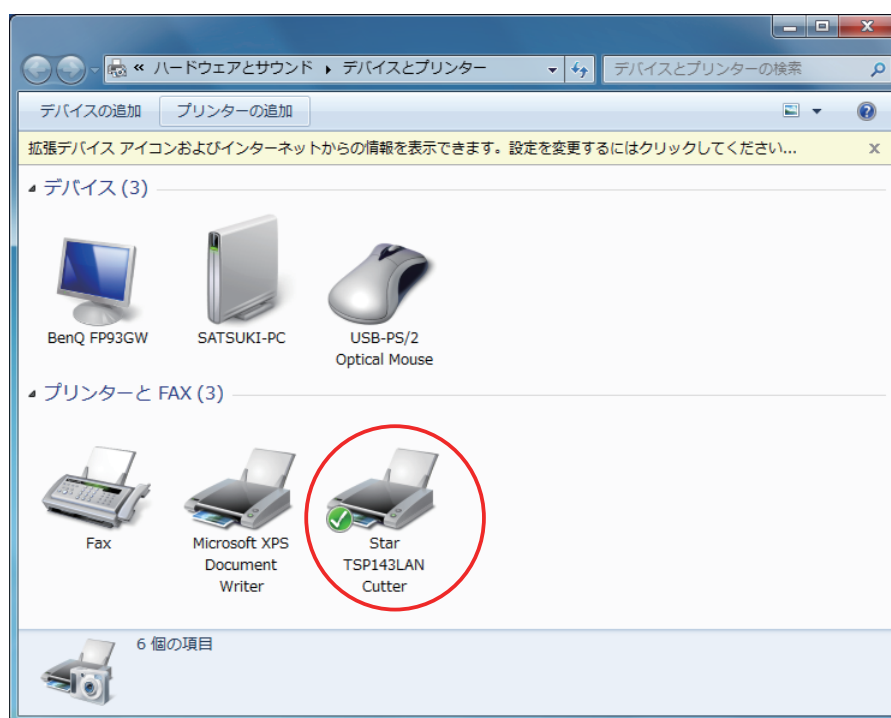 « ハードウェアとサウンド ▸ デバイスとプリンター
デバイスとプリンターの検索
デバイスの追加 プリンターの追加
拡張デバイス アイコンおよびインターネットからの情報を表示できます。設定を変更するにはクリックしてください...
デバイス (3)
BenQ FP93GW
SATSUKI-PC
USB-PS/2
Optical Mouse
プリンターと FAX (3)
Fax
Microsoft XPS
Document
Writer
Star
TSP143LAN
Cutter
6 個の項目